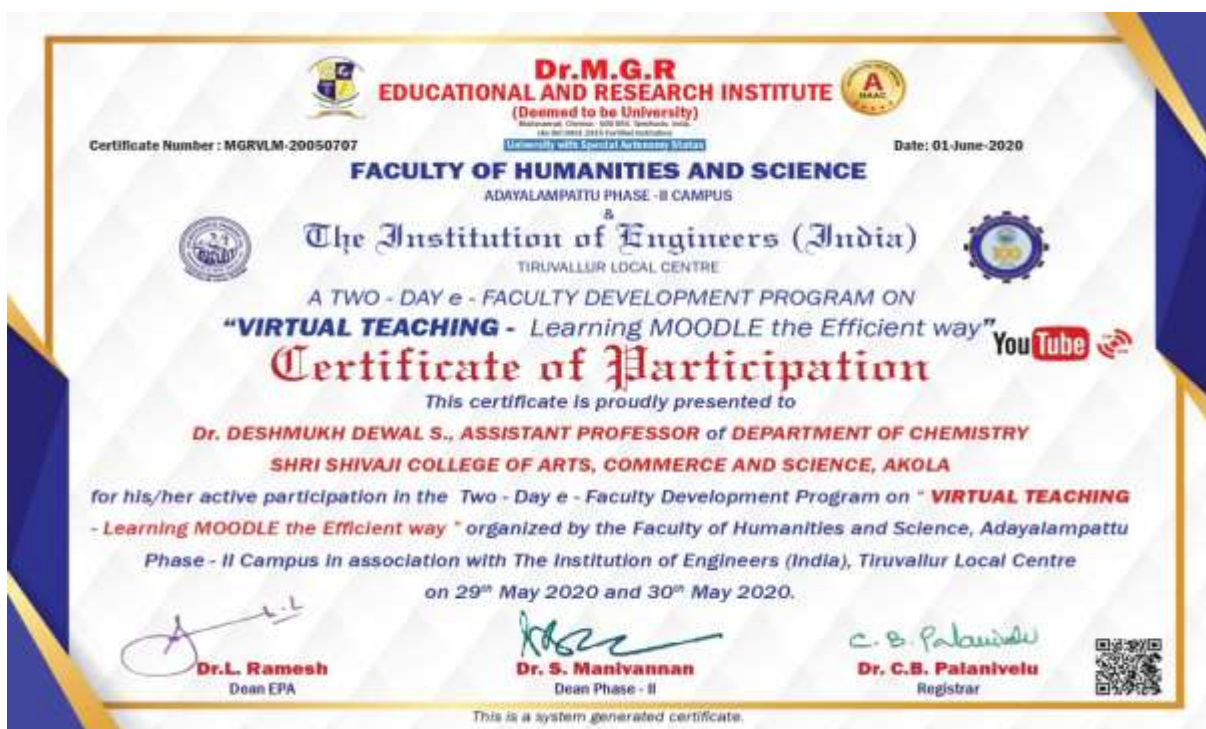 Dr.M.G.R
EDUCATIONAL AND RESEARCH INSTITUTE
(Deemed to be University)
University with Special Autonomy Status
A
NAAC
Certificate Number : MGRVLM-20050707
Date: 01-June-2020
FACULTY OF HUMANITIES AND SCIENCE
ADAYALAMPATTU PHASE -II CAMPUS
&
The Institution of Engineers (India)
TIRUVALLUR LOCAL CENTRE
100
A TWO - DAY e - FACULTY DEVELOPMENT PROGRAM ON
“VIRTUAL TEACHING - Learning MOODLE the Efficient way”
YouTube
Certificate of Participation
This certificate is proudly presented to
Dr. DESHMUKH DEWAL S., ASSISTANT PROFESSOR of DEPARTMENT OF CHEMISTRY
SHRI SHIVAJI COLLEGE OF ARTS, COMMERCE AND SCIENCE, AKOLA
for his/her active participation in the Two - Day e - Faculty Development Program on " VIRTUAL TEACHING
- Learning MOODLE the Efficient way " organized by the Faculty of Humanities and Science, Adayalampattu
Phase - II Campus in association with The Institution of Engineers (India), Tiruvallur Local Centre
on 29th May 2020 and 30th May 2020.
C. B. Palanivelu
Dr.L. Ramesh
Dean EPA
Dr. S. Manivannan
Dean Phase - II
Dr. C.B. Palanivelu
Registrar
This is a system generated certificate.